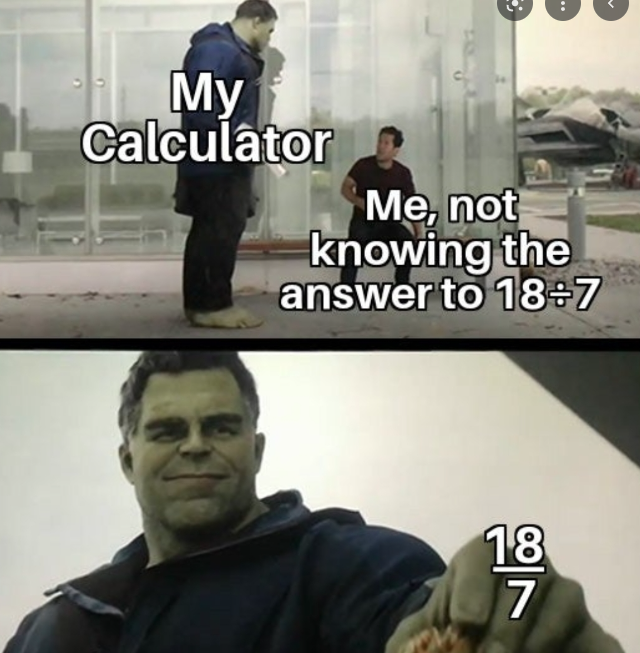 My
Calculator
Me, not
knowing the
answer to 18÷7
18
7